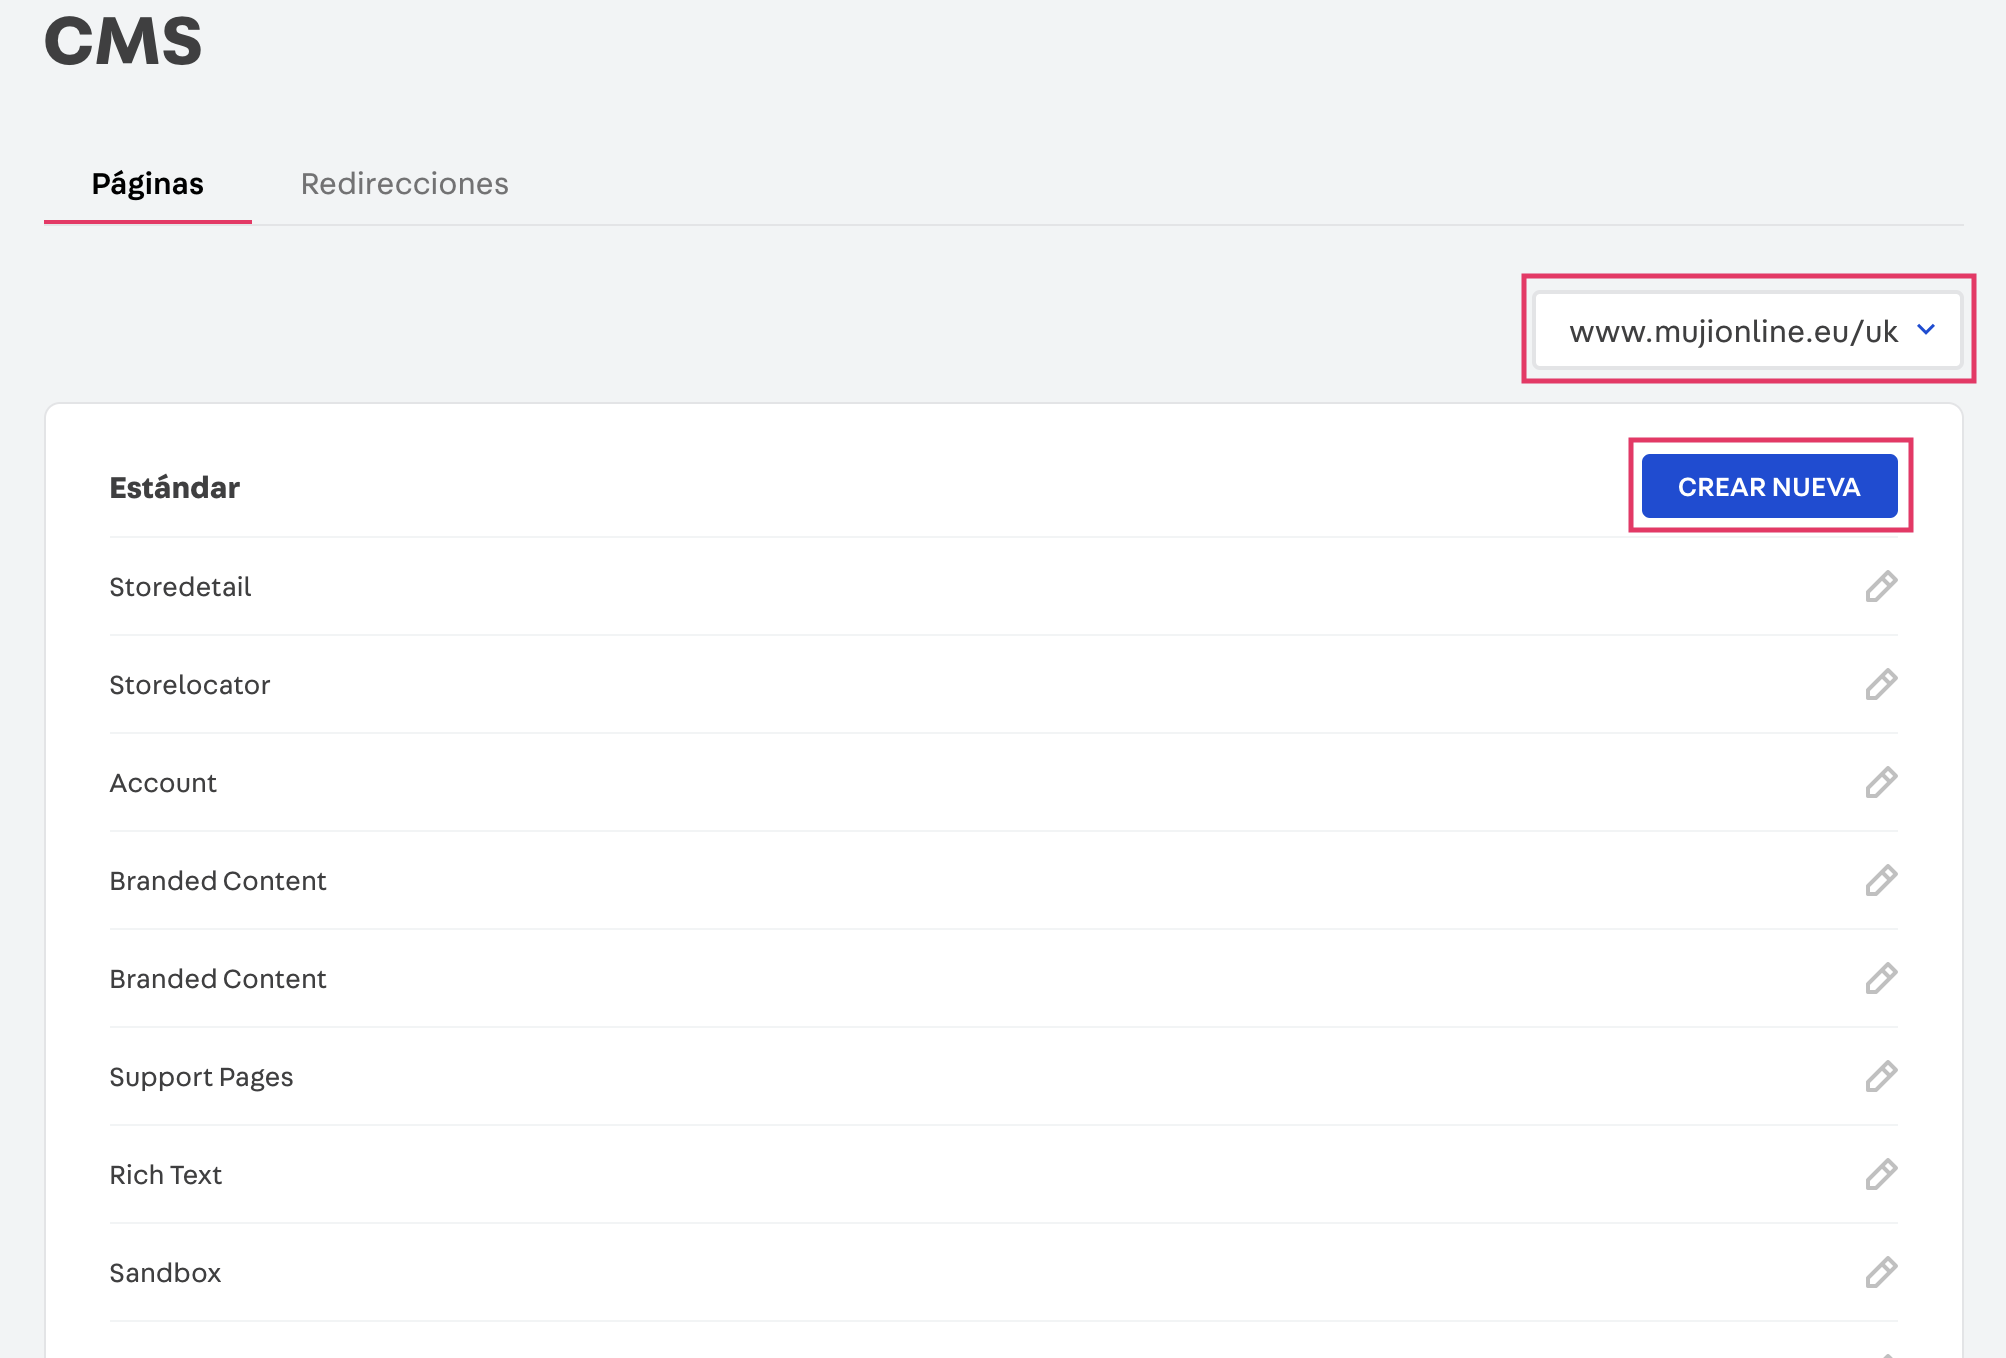 CMS
Páginas
Redirecciones
www.mujionline.eu/uk
Estándar
CREAR NUEVA
Storedetail
Storelocator
Account
Branded Content
Branded Content
Support Pages
Rich Text
Sandbox